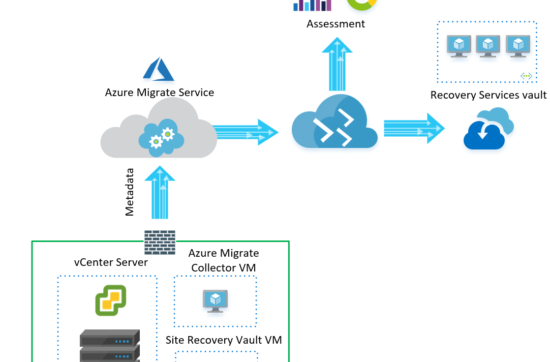 Assessment
Azure Migrate Service
Recovery Services vault
Metadata
vCenter Server
Azure Migrate
Collector VM
Site Recovery Vault VM